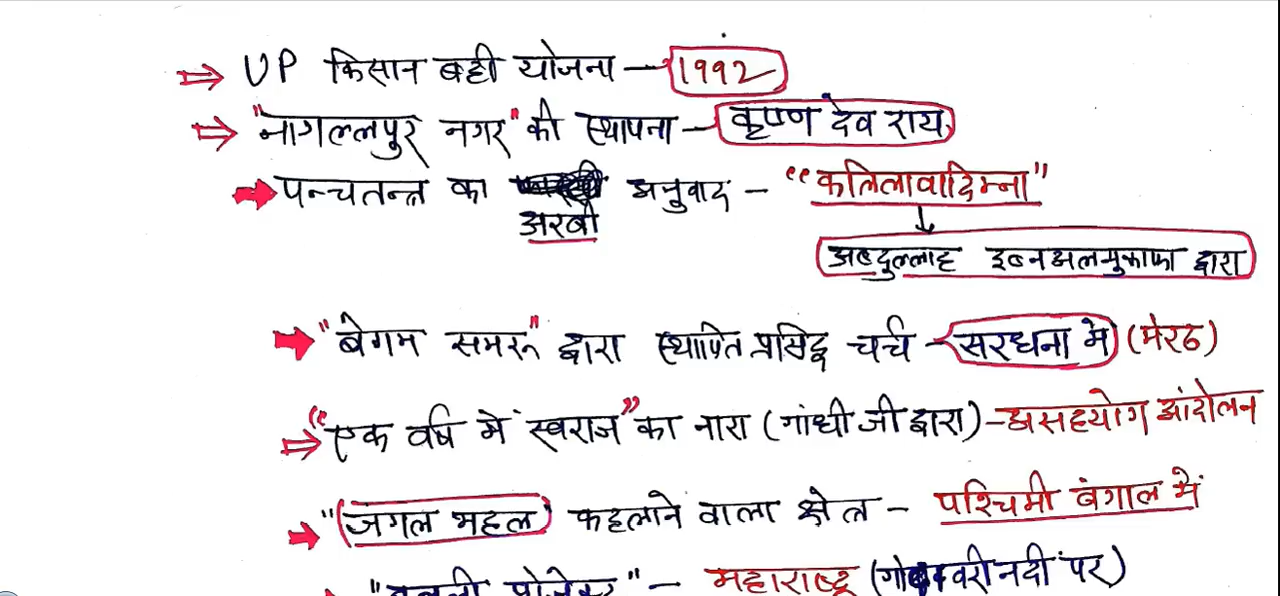 UP किसान बही योजना – १९९२
"नागलपुर नगर" की स्थापना – कृष्ण देव राय
पन्चतन्त्र का अनुवाद – "कलिलावादिम्ना"
अरबी
अब्दुल्लाह इब्नअलमुकाफा द्वारा
"बेगम समरू" द्वारा स्थापित प्रसिद्ध चर्च – सरधना में (मेरठ)
"एक वर्ष में स्वराज" का नारा (गांधी जी द्वारा) – असहयोग आंदोलन
"(जंगल महल) कहलाने वाला क्षेत्र – पश्चिमी बंगाल में
प्रोजेक्ट" – महाराष्ट्र (गोदावरी नदी पर)